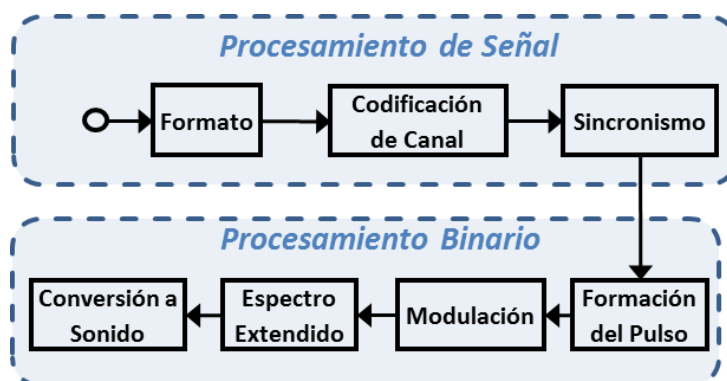 Procesamiento de Señal
Formato
Codificación
de Canal
Sincronismo
Procesamiento Binario
Conversión a
Sonido
Espectro
Extendido
Modulación
Formación
del Pulso